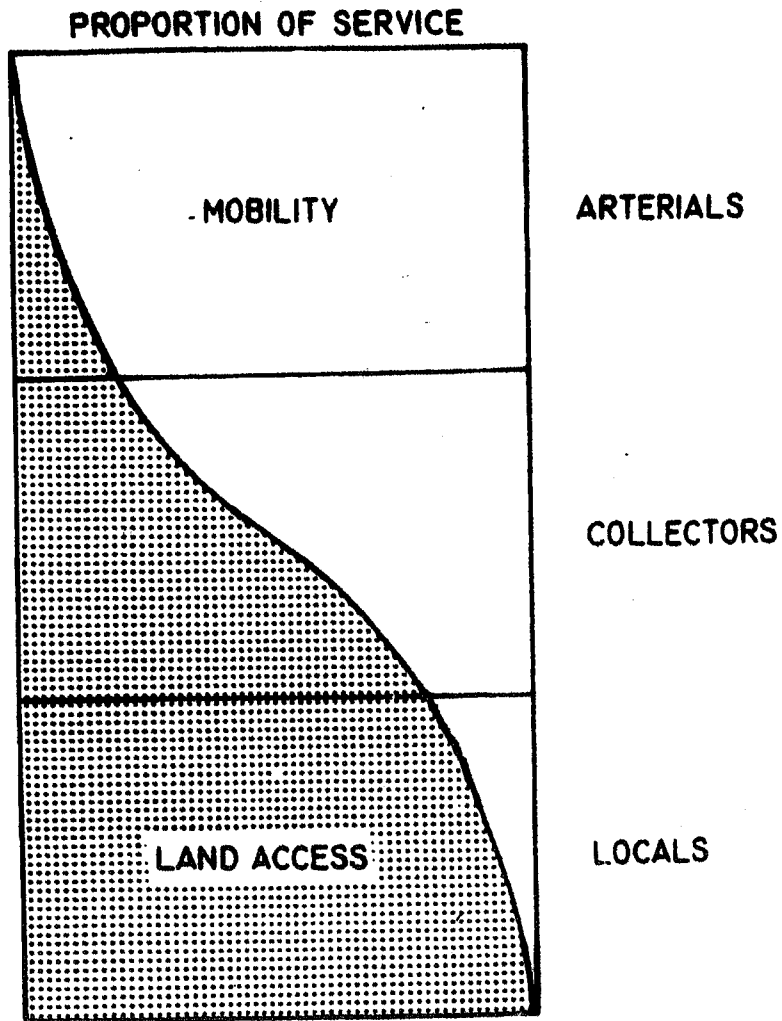 PROPORTION OF SERVICE
MOBILITY
ARTERIALS
COLLECTORS
LAND ACCESS
LOCALS